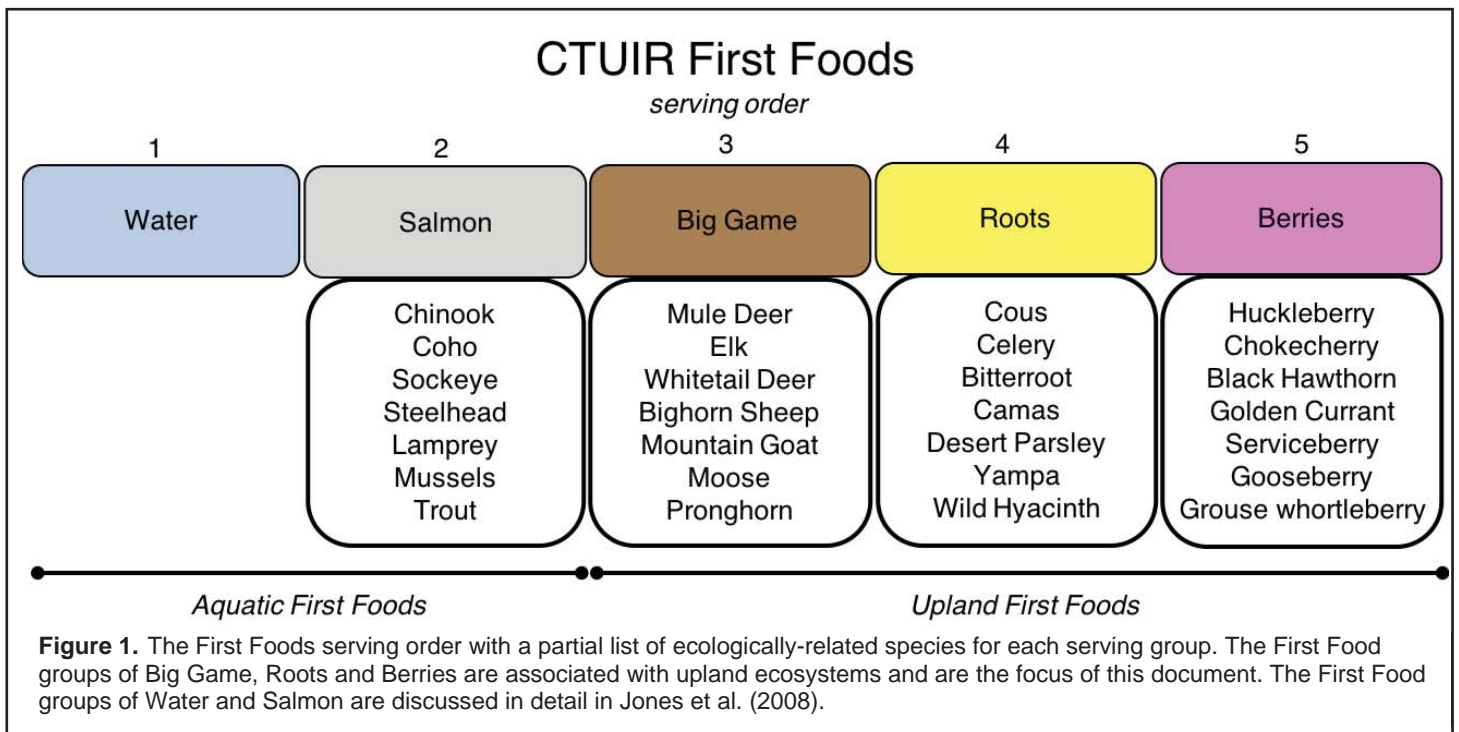 CTUIR First Foods
serving order
1
2
3
4
5
Water
Salmon
Big Game
Roots
Berries
Chinook
Coho
Sockeye
Steelhead
Lamprey
Mussels
Trout
Mule Deer
Elk
Whitetail Deer
Bighorn Sheep
Mountain Goat
Moose
Pronghorn
Cous
Celery
Bitterroot
Camas
Desert Parsley
Yampa
Wild Hyacinth
Huckleberry
Chokecherry
Black Hawthorn
Golden Currant
Serviceberry
Gooseberry
Grouse whortleberry
Aquatic First Foods
Upland First Foods
Figure 1. The First Foods serving order with a partial list of ecologically-related species for each serving group. The First Food
groups of Big Game, Roots and Berries are associated with upland ecosystems and are the focus of this document. The First Food
groups of Water and Salmon are discussed in detail in Jones et al. (2008).